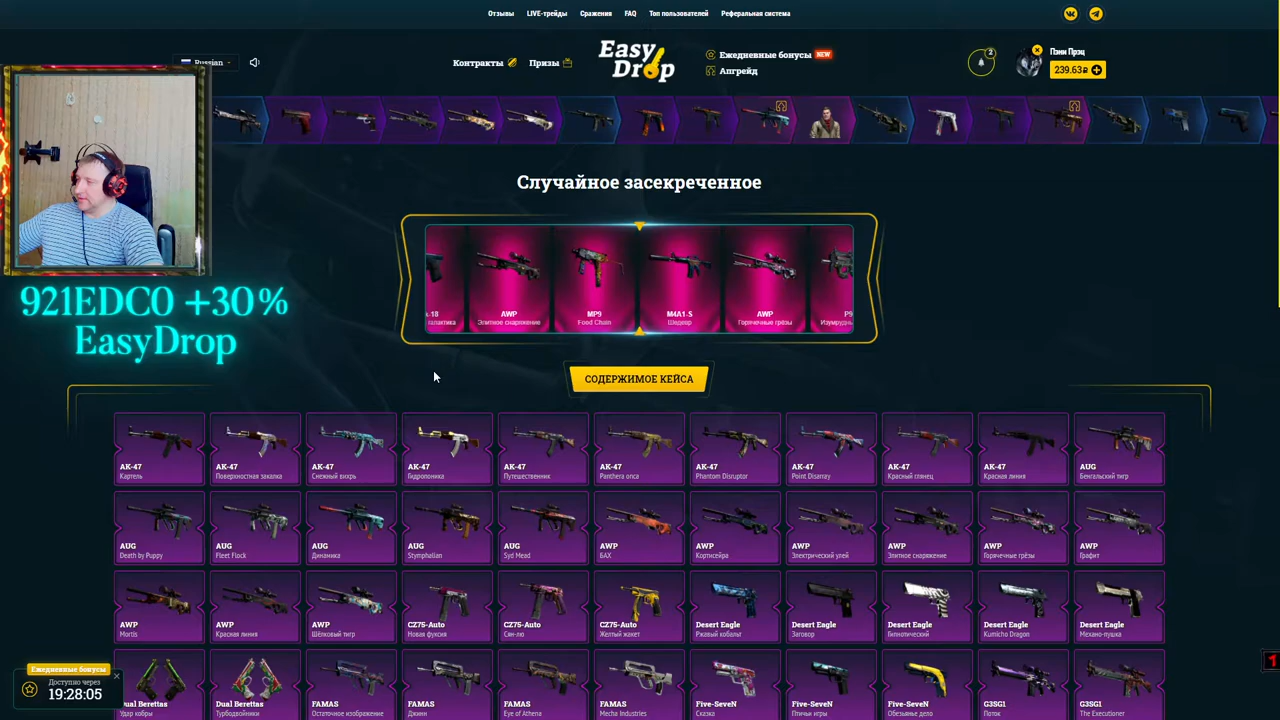 Отзывы LIVE-трейды Сражения FAQ Топ пользователей Реферальная система
Russian
Контракты
Призы
Easy
Drop
Ежедневные бонусы NEW
Апгрейд
2
Пэни Прэц
239.63₽
Случайное засекреченное
921EDC0 +30%
EasyDrop
AWP
Элитное снаряжение
MP9
Food Chain
M4A1-S
Шедевр
AWP
Горячечные грёзы
СОДЕРЖИМОЕ КЕЙСА
AK-47
Картель
AK-47
Поверхностная закалка
AK-47
Снежный вихрь
AK-47
Гидропоника
AK-47
Путешественник
AK-47
Panthera onca
AK-47
Phantom Disruptor
AK-47
Point Disarray
AK-47
Красный глянец
AK-47
Красная линия
AUG
Бенгальский тигр
AUG
Death by Puppy
AUG
Fleet Flock
AUG
Динамика
AUG
Stymphalian
AUG
Syd Mead
AWP
БАХ
AWP
Кортисейра
AWP
Электрический улей
AWP
Элитное снаряжение
AWP
Горячечные грёзы
AWP
Графит
AWP
Mortis
AWP
Красная линия
AWP
Шёлковый тигр
CZ75-Auto
Новая фуксия
CZ75-Auto
Сян-лю
CZ75-Auto
Желтый жакет
Desert Eagle
Ржавый кобальт
Desert Eagle
Заговор
Desert Eagle
Гипнотический
Desert Eagle
Kumicho Dragon
Desert Eagle
Механо-пушка
Dual Berettas
Удар кобры
Dual Berettas
Турбодвойники
FAMAS
Остаточное изображение
FAMAS
Джинн
FAMAS
Eye of Athena
FAMAS
Mecha Industries
Five-SeveN
Сказка
Five-SeveN
Птичьи игры
Five-SeveN
Обезьянье дело
G3SG1
Поток
G3SG1
The Executioner
Ежедневные бонусы
Доступно через
19:28:05
1